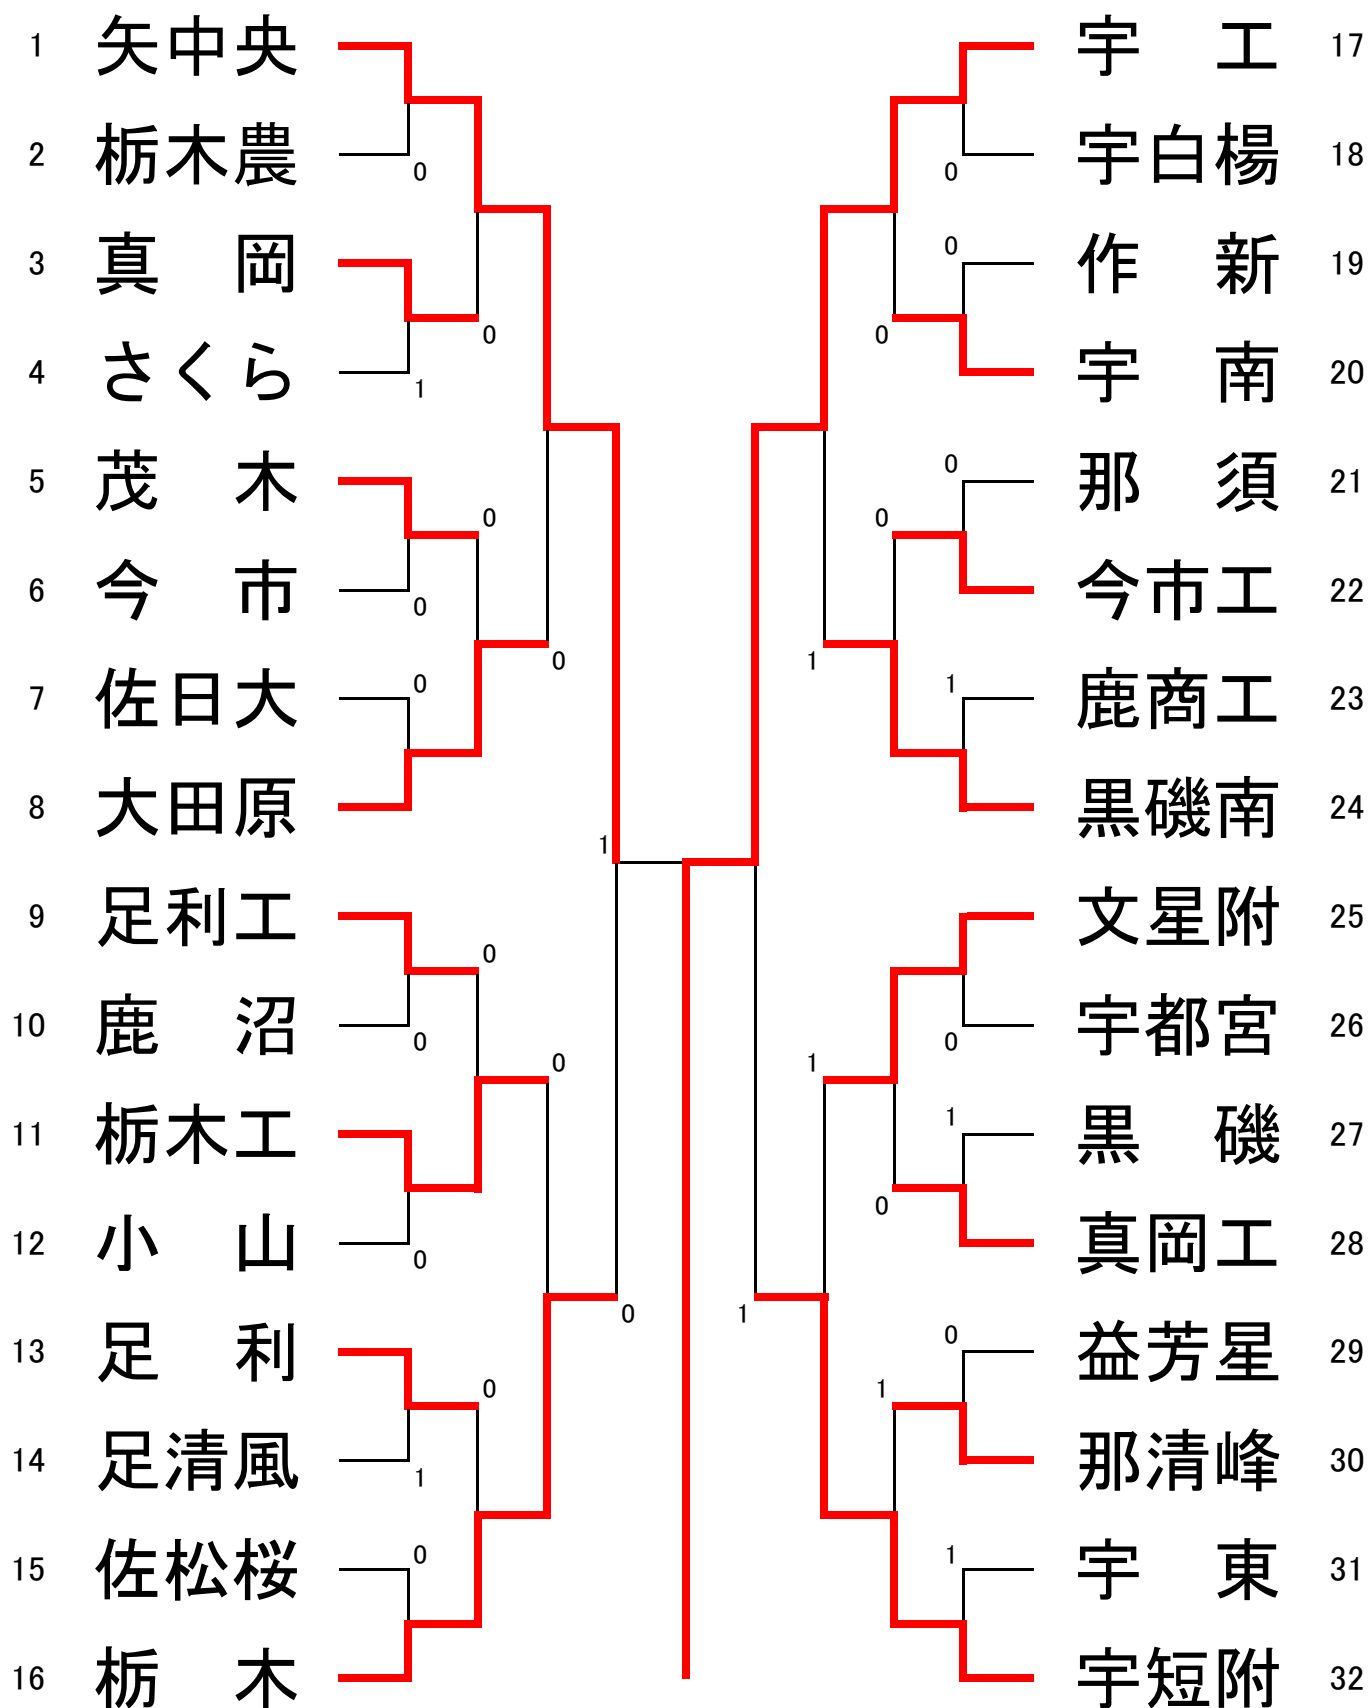 1 矢中央
2 栃木農
0
3 真岡
0
4 さくら
1
5 茂木
0
6 今市
0
0
7 佐日大
0
8 大田原
1
9 足利工
0
10 鹿沼
0
0
11 栃木工
12 小山
0
0
13 足利
0
14 足清風
1
15 佐松桜
0
16 栃木
宇工 17
宇白楊 18
0
作新 19
0
0
宇南 20
那須 21
0
0
今市工 22
1
鹿商工 23
1
黒磯南 24
文星附 25
宇都宮 26
0
1
黒磯 27
1
0
真岡工 28
1
益芳星 29
0
1
那清峰 30
宇東 31
1
宇短附 32